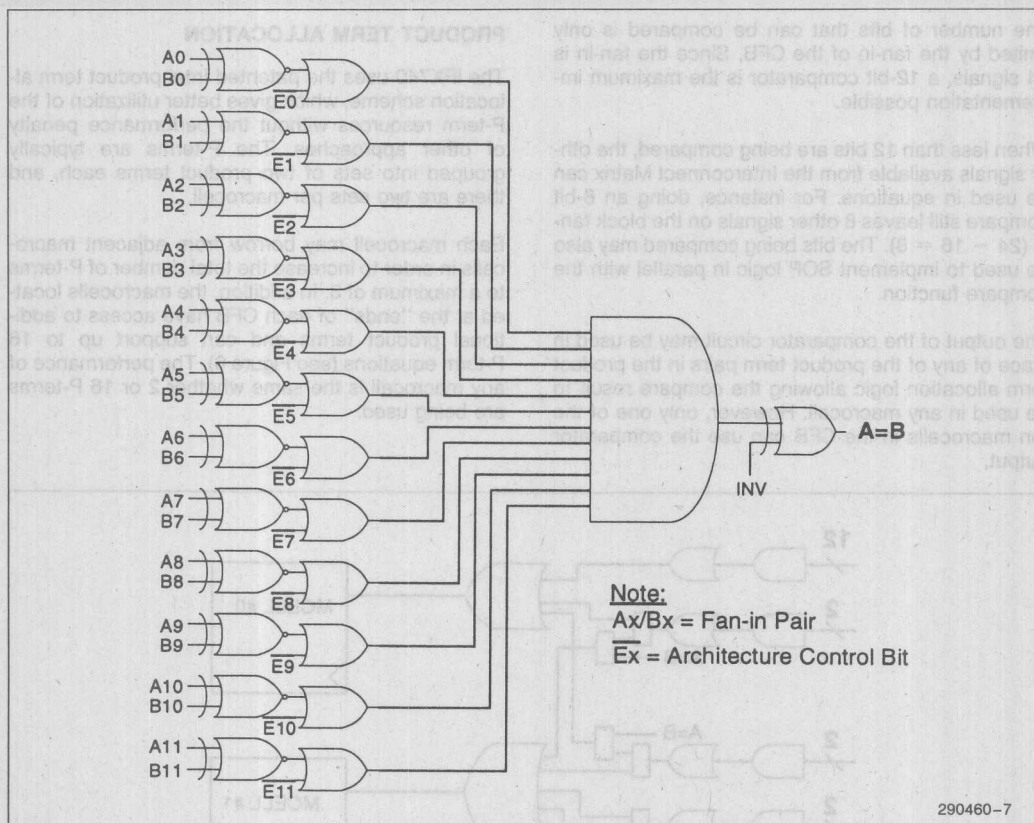 A0
B0
E0
A1
B1
E1
A2
B2
E2
A3
B3
E3
A4
B4
E4
A5
B5
E5
A6
B6
E6
A7
B7
E7
A8
B8
E8
A9
B9
E9
A10
B10
E10
A11
B11
E11
A=B
INV
Note:
Ax/Bx = Fan-in Pair
E̅x̅ = Architecture Control Bit
290460-7